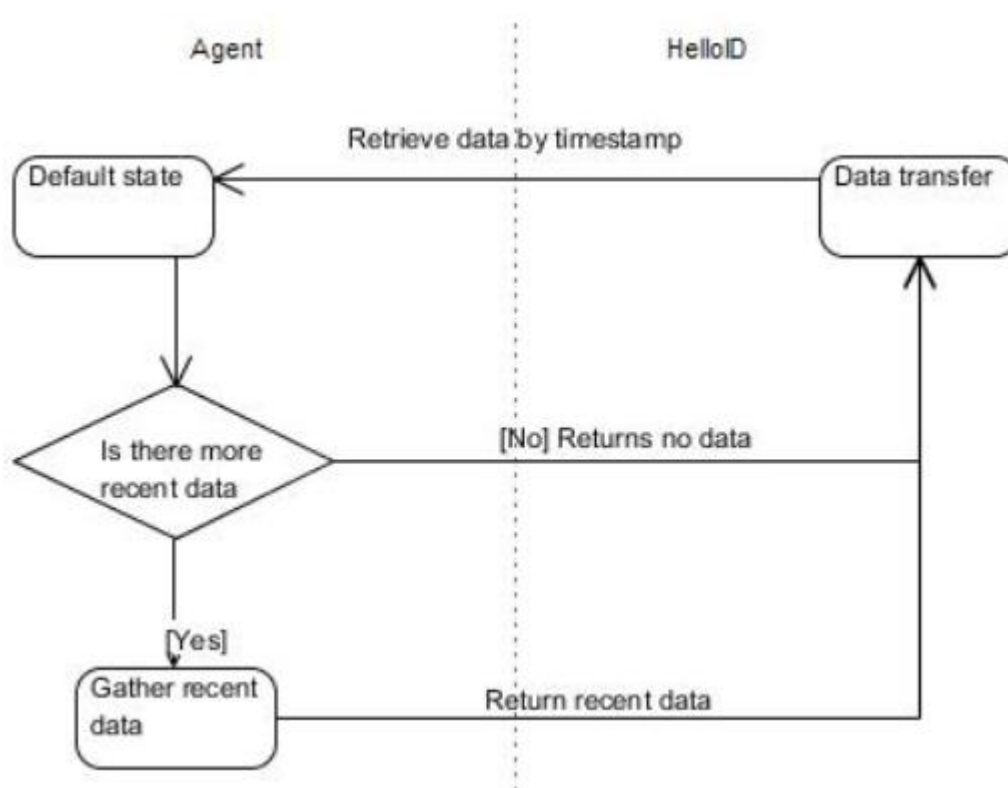 Agent
HelloID
Retrieve data by timestamp
Default state
Data transfer
Is there more
recent data
[No] Returns no data
[Yes]
Gather recent
data
Return recent data